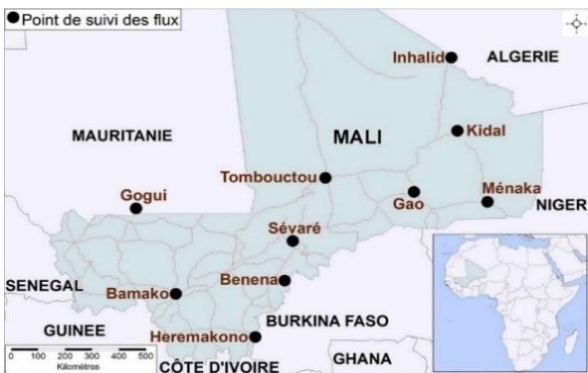 Point de suivi des flux
Inhalid
ALGERIE
MAURITANIE
Kidal
MALI
Tombouctou
Gogui
Gao
Ménaka
NIGER
Sévaré
SENEGAL
Bamako
Benena
GUINEE
Heremakono
BURKINA FASO
CÔTE D'IVOIRE
GHANA
0 100 200 300 400 500
Kilomètres